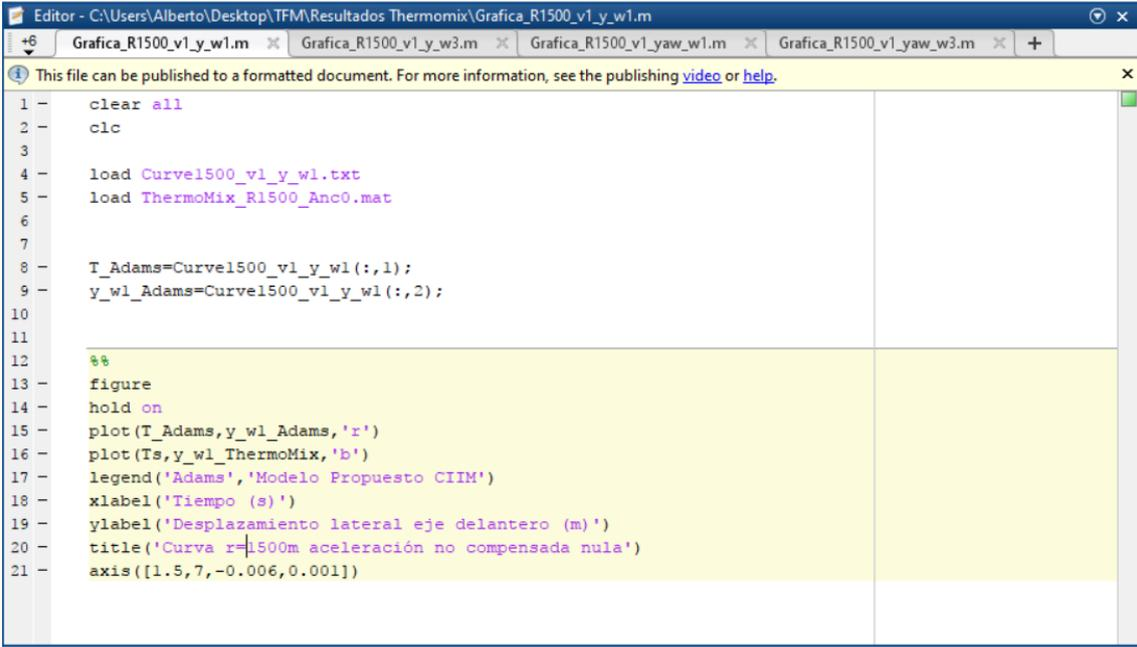 Editor - C:\Users\Alberto\Desktop\TFM\Resultados Thermomix\Grafica_R1500_v1_y_w1.m
+6 Grafica_R1500_v1_y_w1.m Grafica_R1500_v1_y_w3.m Grafica_R1500_v1_yaw_w1.m Grafica_R1500_v1_yaw_w3.m +
This file can be published to a formatted document. For more information, see the publishing video or help.
1 - clear all
2 - clc
3
4 - load Curve1500_v1_y_w1.txt
5 - load ThermoMix_R1500_Anc0.mat
6
7
8 - T_Adams=Curve1500_v1_y_w1(:,1);
9 - y_w1_Adams=Curve1500_v1_y_w1(:,2);
10
11
12 %%
13 - figure
14 - hold on
15 - plot(T_Adams,y_w1_Adams,'r')
16 - plot(Ts,y_w1_ThermoMix,'b')
17 - legend('Adams','Modelo Propuesto CIIM')
18 - xlabel('Tiempo (s)')
19 - ylabel('Desplazamiento lateral eje delantero (m)')
20 - title('Curva r=1500m aceleración no compensada nula')
21 - axis([1.5,7,-0.006,0.001])